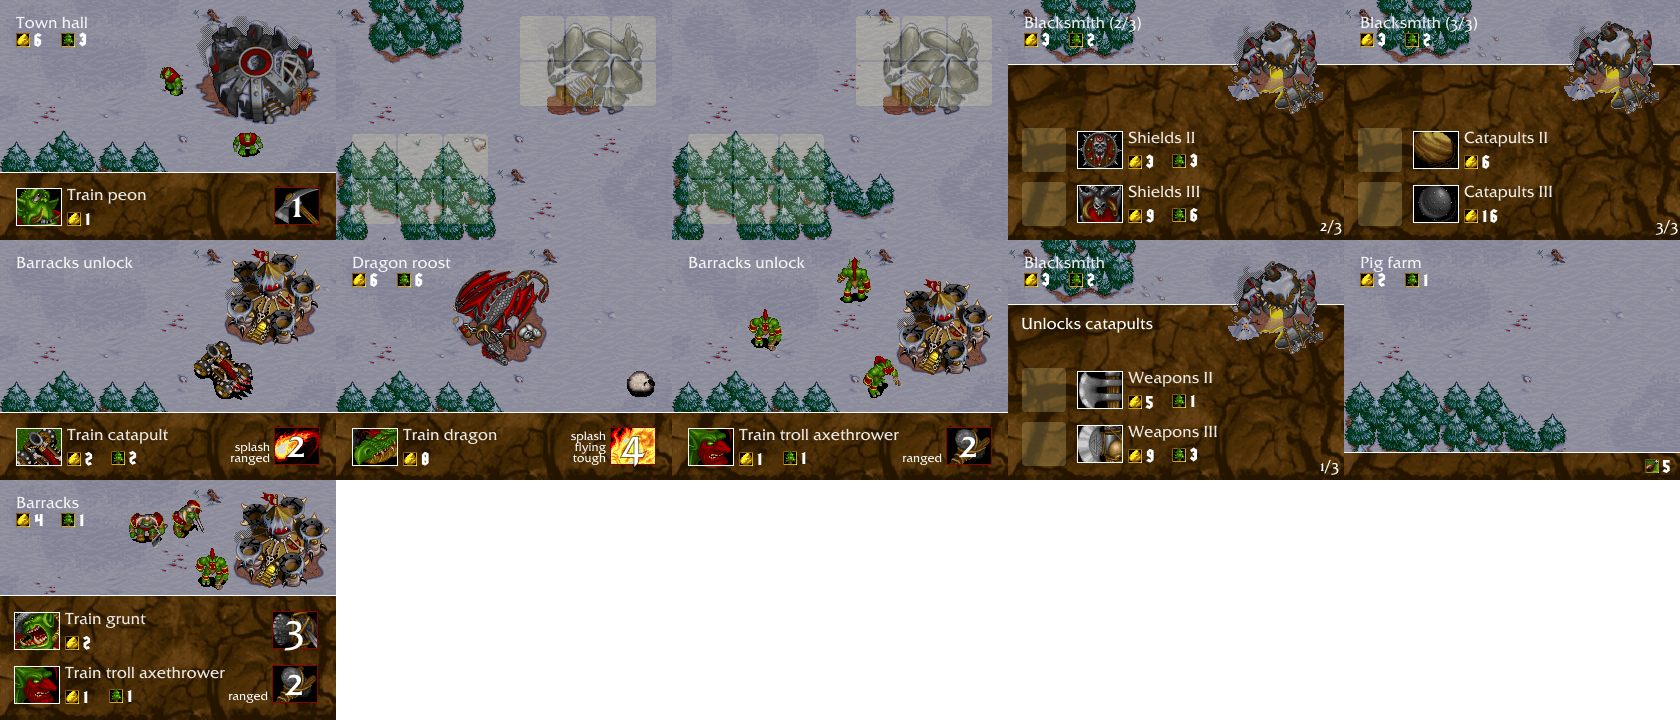 Town hall
6 3
Train peon
1 1
Blacksmith (2/3)
3 2
Shields II
3 3
Shields III
9 6
2/3
Blacksmith (3/3)
3 2
Catapults II
6
Catapults III
16
3/3
Barracks unlock
Train catapult
2 2
splash
ranged
2
Dragon roost
6 6
Train dragon
8
splash
flying
tough
4
Barracks unlock
Train troll axethrower
1 1
ranged
2
Blacksmith
3 2
Unlocks catapults
Weapons II
5 1
Weapons III
9 3
1/3
Pig farm
2 1
5
Barracks
4 1
Train grunt
2
3
Train troll axethrower
1 1
ranged
2